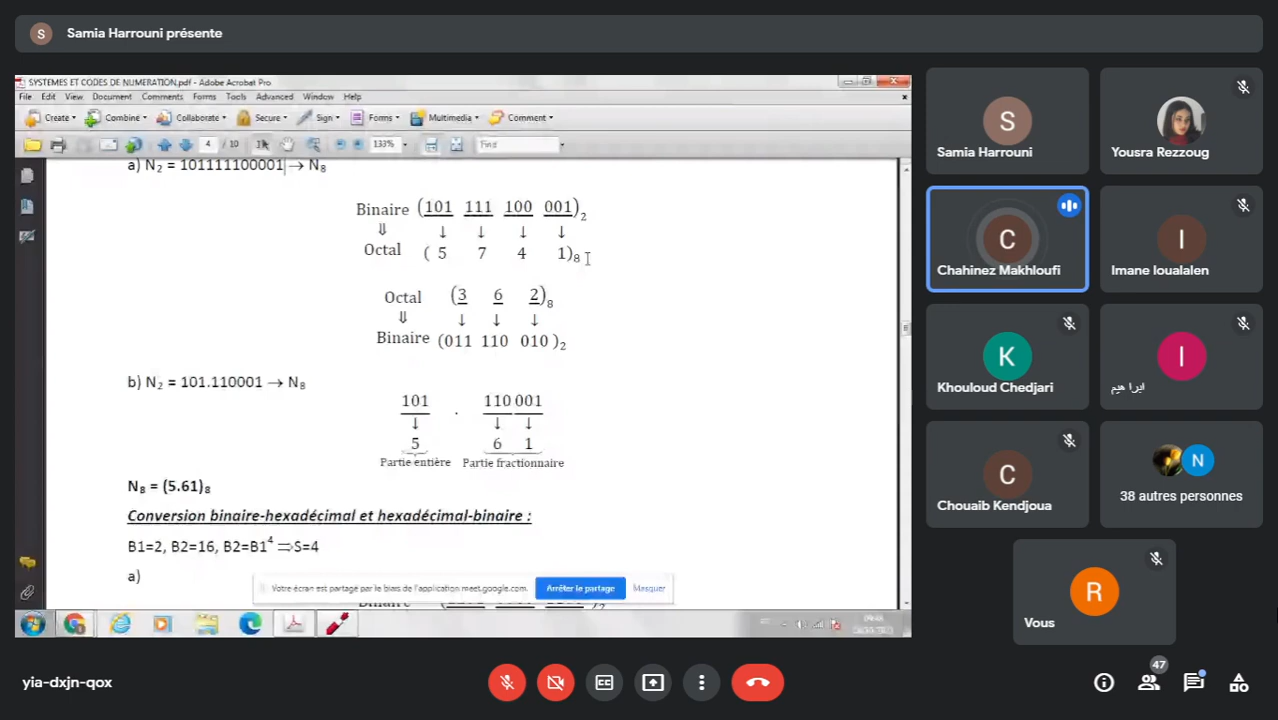 Samia Harrouni présente
SYSTEMES ET CODES DE NUMERATION.pdf - Adobe Acrobat Pro
File Edit View Document Comments Forms Tools Advanced Window Help
Create Combine Collaborate Secure Sign Forms Multimedia Comment
4 / 10 133% Find
a) N2 = 101111100001 → N8
Binaire (101 111 100 001)2
⇓ ↓ ↓ ↓ ↓
Octal ( 5 7 4 1)8
Octal (3 6 2)8
⇓ ↓ ↓ ↓
Binaire (011 110 010 )2
b) N2 = 101.110001 → N8
101 . 110 001
↓ ↓ ↓
5 6 1
Partie entière Partie fractionnaire
N8 = (5.61)8
Conversion binaire-hexadécimal et hexadécimal-binaire :
B1=2, B2=16, B2=B1^4 ⇒S=4
a)
Votre écran est partagé par le biais de l'application meet.google.com. Arrêter le partage Masquer
S
Samia Harrouni
Yousra Rezzoug
C
Chahinez Makhloufi
I
Imane Ioualalen
K
Khouloud Chedjari
I
ابرا هيم
C
Chouaib Kendjoua
N
38 autres personnes
R
Vous
yia-dxjn-qox
CC
47